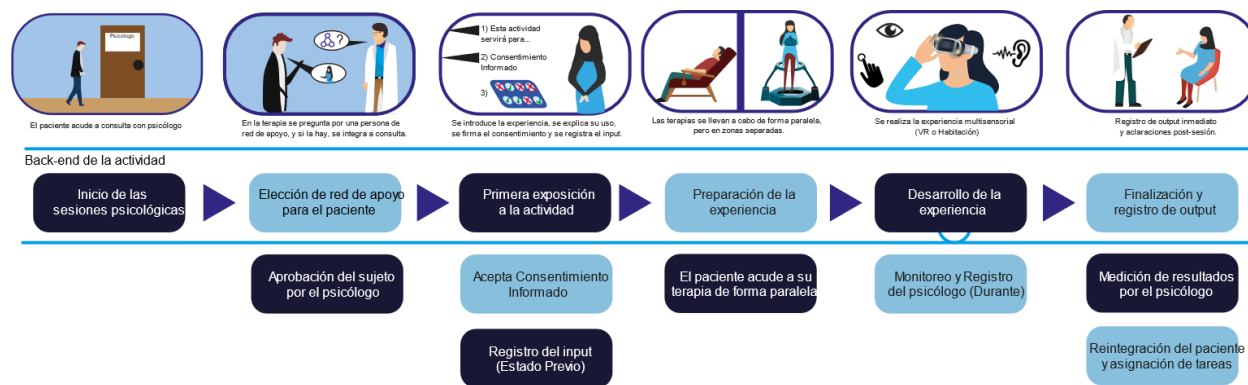 Psicólogo
?
1) Esta actividad
servirá para...
2) Consentimiento
Informado
3)
El paciente acude a consulta con psicólogo
En la terapia se pregunta por una persona de
red de apoyo, y si la hay, se integra a consulta.
Se introduce la experiencia, se explica su uso,
se firma el consentimiento y se registra el input.
Las terapias se llevan a cabo de forma paralela,
pero en zonas separadas.
Se realiza la experiencia multisensorial
(VR o Habitación)
Registro de output inmediato
y aclaraciones post-sesión.
Back-end de la actividad
Inicio de las
sesiones psicológicas
Elección de red de apoyo
para el paciente
Primera exposición
a la actividad
Preparación de la
experiencia
Desarrollo de la
experiencia
Finalización y
registro de output
Aprobación del sujeto
por el psicólogo
Acepta Consentimiento
Informado
El paciente acude a su
terapia de forma paralela
Monitoreo y Registro
del psicólogo (Durante)
Medición de resultados
por el psicólogo
Registro del input
(Estado Previo)
Reintegración del paciente
y asignación de tareas